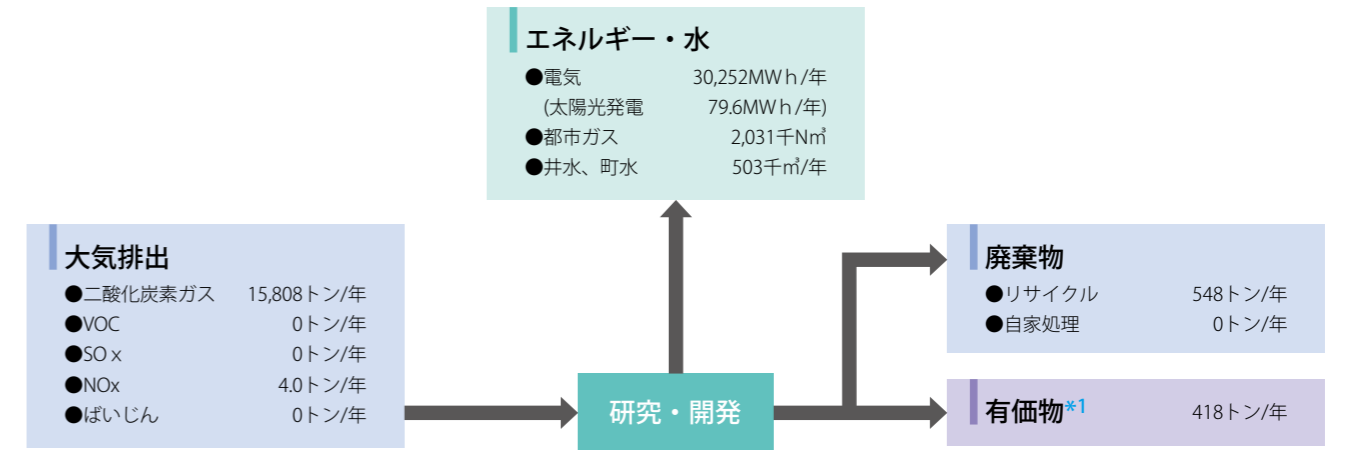 エネルギー・水
●電気 30,252MWｈ/年
(太陽光発電 79.6MWｈ/年)
●都市ガス 2,031千N㎥
●井水、町水 503千㎥/年
大気排出
●二酸化炭素ガス 15,808トン/年
●VOC 0トン/年
●SOｘ 0トン/年
●NOx 4.0トン/年
●ばいじん 0トン/年
研究・開発
廃棄物
●リサイクル 548トン/年
●自家処理 0トン/年
有価物*1 418トン/年